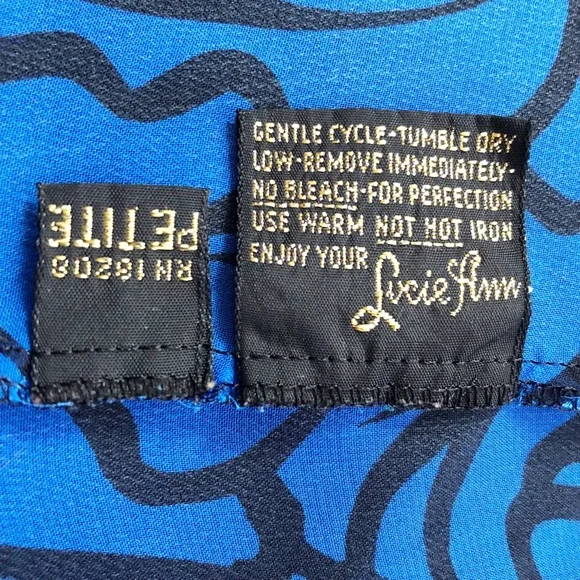 PETITE
RN 18208
GENTLE CYCLE-TUMBLE DRY
LOW-REMOVE IMMEDIATELY-
NO BLEACH-FOR PERFECTION
USE WARM NOT HOT IRON
ENJOY YOUR Lucie Ann